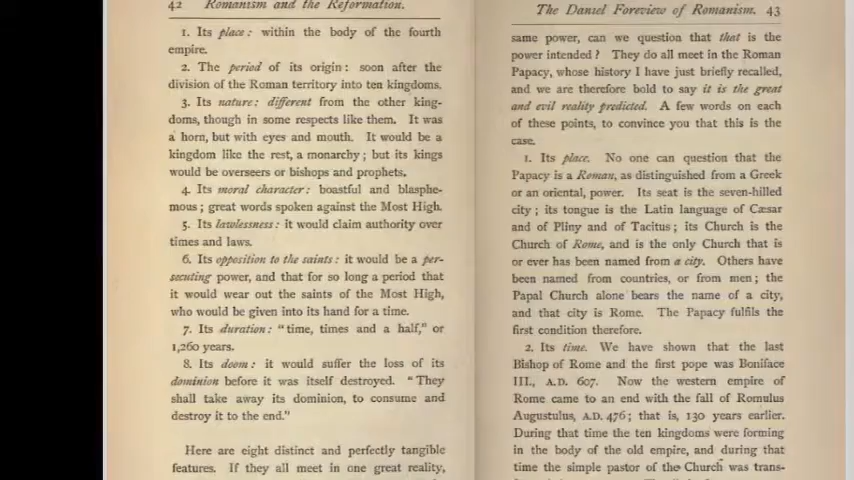 42 Romanism and the Reformation.
1. Its place: within the body of the fourth
empire.
2. The period of its origin: soon after the
division of the Roman territory into ten kingdoms.
3. Its nature: different from the other king-
doms, though in some respects like them. It was
a horn, but with eyes and mouth. It would be a
kingdom like the rest, a monarchy; but its kings
would be overseers or bishops and prophets.
4. Its moral character: boastful and blasphe-
mous; great words spoken against the Most High.
5. Its lawlessness: it would claim authority over
times and laws.
6. Its opposition to the saints: it would be a per-
secuting power, and that for so long a period that
it would wear out the saints of the Most High,
who would be given into its hand for a time.
7. Its duration: "time, times and a half," or
1,260 years.
8. Its doom: it would suffer the loss of its
dominion before it was itself destroyed. "They
shall take away its dominion, to consume and
destroy it to the end."
Here are eight distinct and perfectly tangible
features. If they all meet in one great reality,
The Daniel Foreview of Romanism. 43
same power, can we question that that is the
power intended? They do all meet in the Roman
Papacy, whose history I have just briefly recalled,
and we are therefore bold to say it is the great
and evil reality predicted. A few words on each
of these points, to convince you that this is the
case.
1. Its place. No one can question that the
Papacy is a Roman, as distinguished from a Greek
or an oriental, power. Its seat is the seven-hilled
city; its tongue is the Latin language of Cæsar
and of Pliny and of Tacitus; its Church is the
Church of Rome, and is the only Church that is
or ever has been named from a city. Others have
been named from countries, or from men; the
Papal Church alone bears the name of a city,
and that city is Rome. The Papacy fulfils the
first condition therefore.
2. Its time. We have shown that the last
Bishop of Rome and the first pope was Boniface
III., A.D. 607. Now the western empire of
Rome came to an end with the fall of Romulus
Augustulus, A.D. 476; that is, 130 years earlier.
During that time the ten kingdoms were forming
in the body of the old empire, and during that
time the simple pastor of the Church was trans-